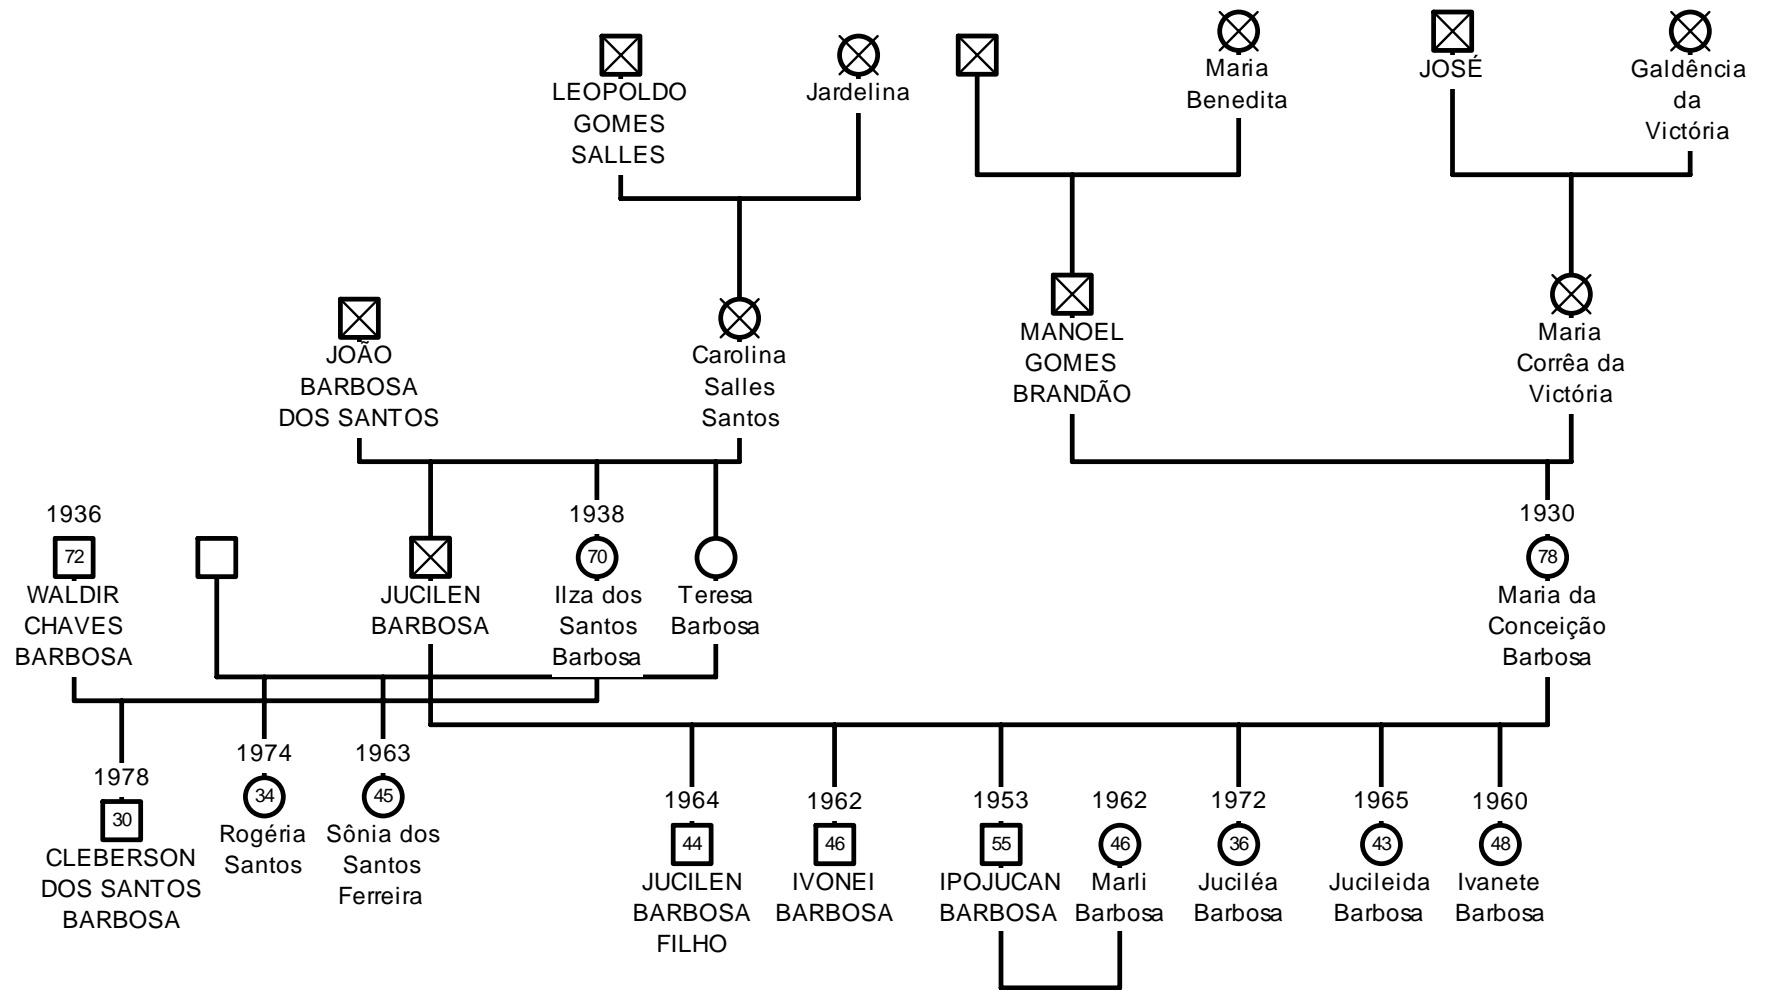 LEOPOLDO
GOMES
SALLES
Jardelina
Maria
Benedita
JOSÉ
Galdência
da
Victória
JOÃO
BARBOSA
DOS SANTOS
Carolina
Salles
Santos
MANOEL
GOMES
BRANDÃO
Maria
Corrêa da
Victória
1936
72
WALDIR
CHAVES
BARBOSA
JUCILEN
BARBOSA
1938
70
Ilza dos
Santos
Barbosa
Teresa
Barbosa
1930
78
Maria da
Conceição
Barbosa
1978
30
CLEBERSON
DOS SANTOS
BARBOSA
1974
34
Rogéria
Santos
1963
45
Sônia dos
Santos
Ferreira
1964
44
JUCILEN
BARBOSA
FILHO
1962
46
IVONEI
BARBOSA
1953
55
IPOJUCAN
BARBOSA
1962
46
Marli
Barbosa
1972
36
Juciléa
Barbosa
1965
43
Jucileida
Barbosa
1960
48
Ivanete
Barbosa